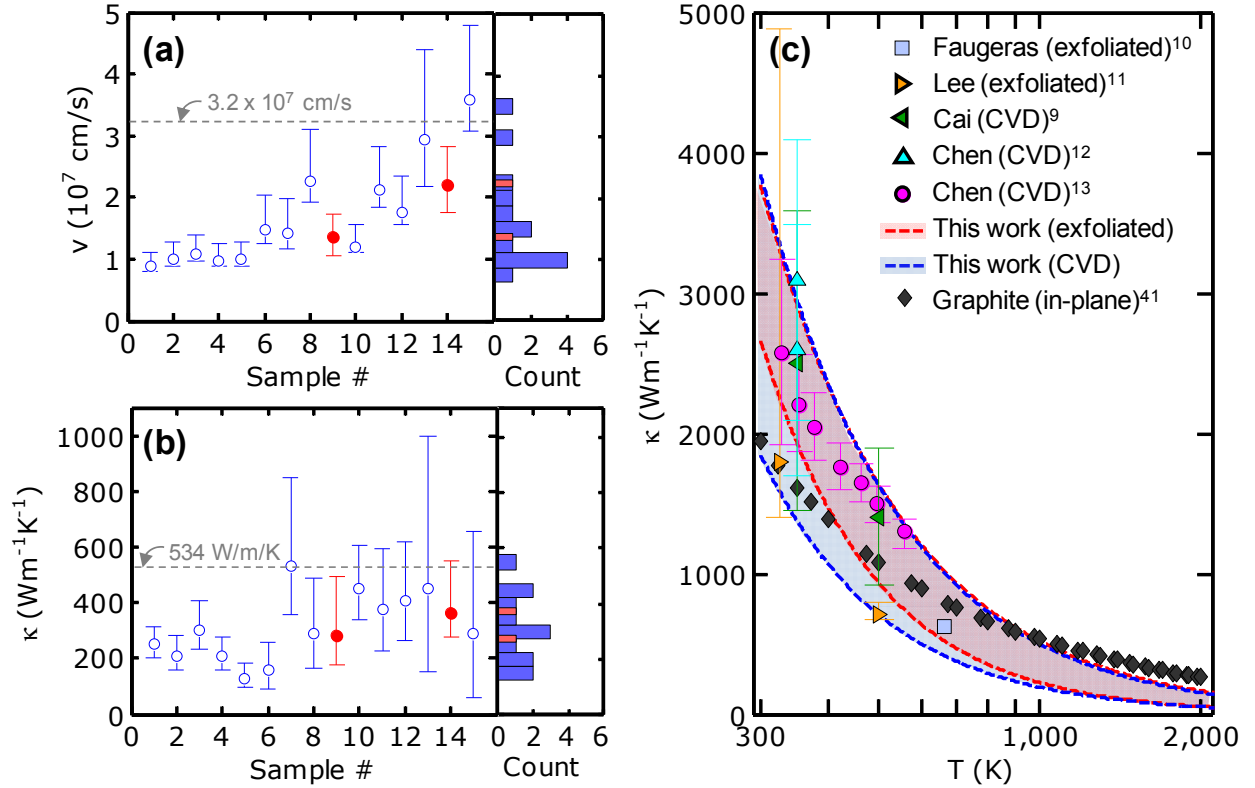 (a)
5
4
3
2
1
0
v (10⁷ cm/s)
3.2 x 10⁷ cm/s
0 2 4 6 8 10 12 14
Sample #
0 2 4 6
Count
(b)
1000
800
600
400
200
0
κ (Wm⁻¹K⁻¹)
534 W/m/K
0 2 4 6 8 10 12 14
Sample #
0 2 4 6
Count
(c)
5000
4000
3000
2000
1000
0
κ (Wm⁻¹K⁻¹)
Faugeras (exfoliated)¹⁰
Lee (exfoliated)¹¹
Cai (CVD)⁹
Chen (CVD)¹²
Chen (CVD)¹³
This work (exfoliated)
This work (CVD)
Graphite (in-plane)⁴¹
300 1,000 2,000
T (K)